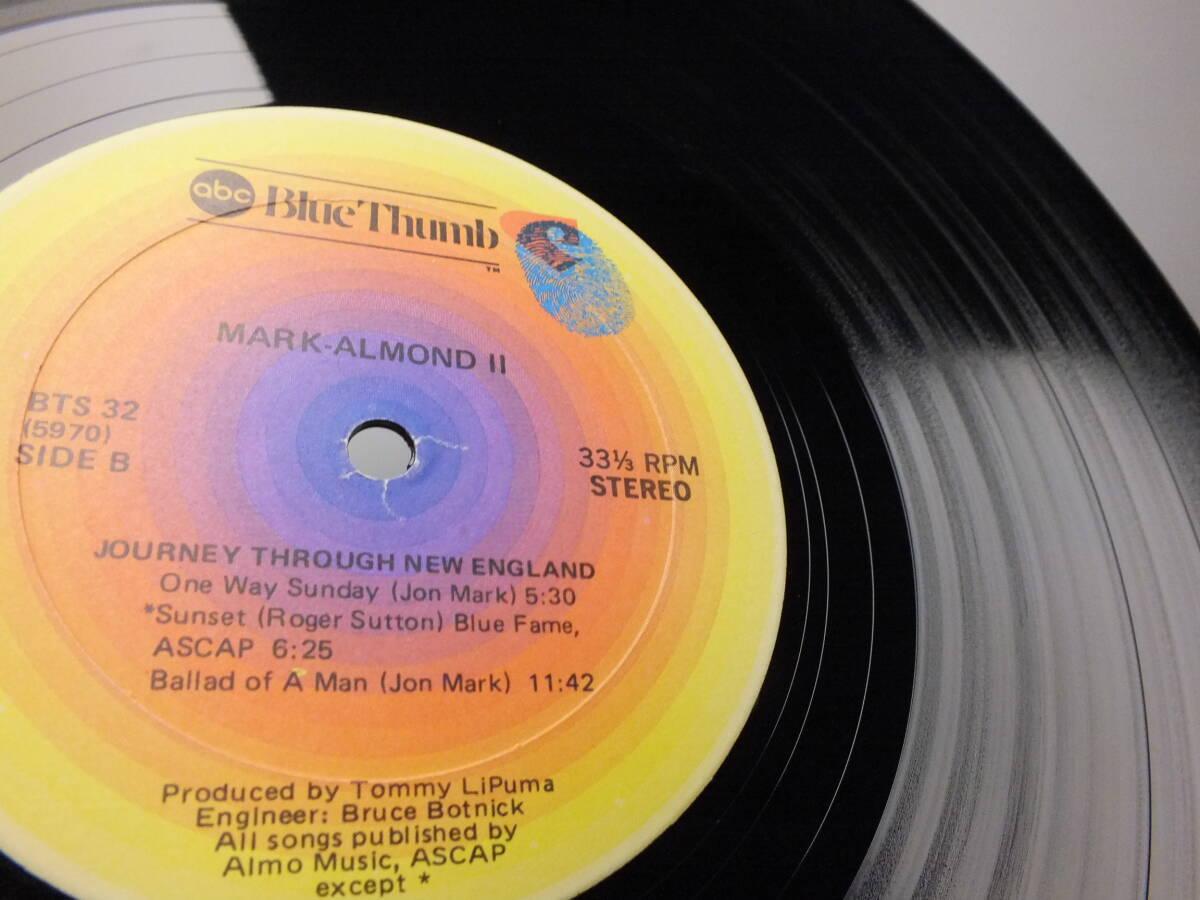 abc Blue Thumb
TM
MARK-ALMOND II
BTS 32
(5970)
SIDE B
33⅓ RPM
STEREO
JOURNEY THROUGH NEW ENGLAND
One Way Sunday (Jon Mark) 5:30
*Sunset (Roger Sutton) Blue Fame,
ASCAP 6:25
Ballad of A Man (Jon Mark) 11:42
Produced by Tommy LiPuma
Engineer: Bruce Botnick
All songs published by
Almo Music, ASCAP
except *